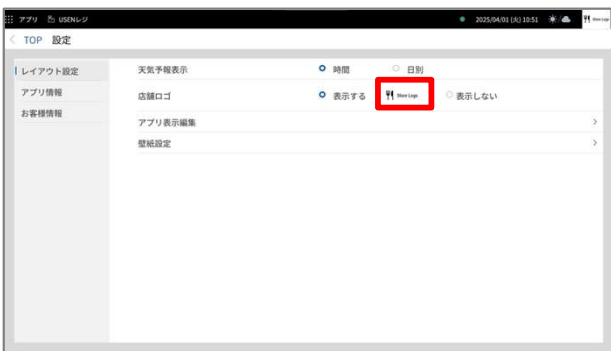 アプリ USENレジ 2025/04/01 (火) 10:51 Store Logo
TOP 設定
レイアウト設定 天気予報表示 時間 日別
アプリ情報 店舗ロゴ 表示する Store Logo 表示しない
お客様情報 アプリ表示編集
壁紙設定